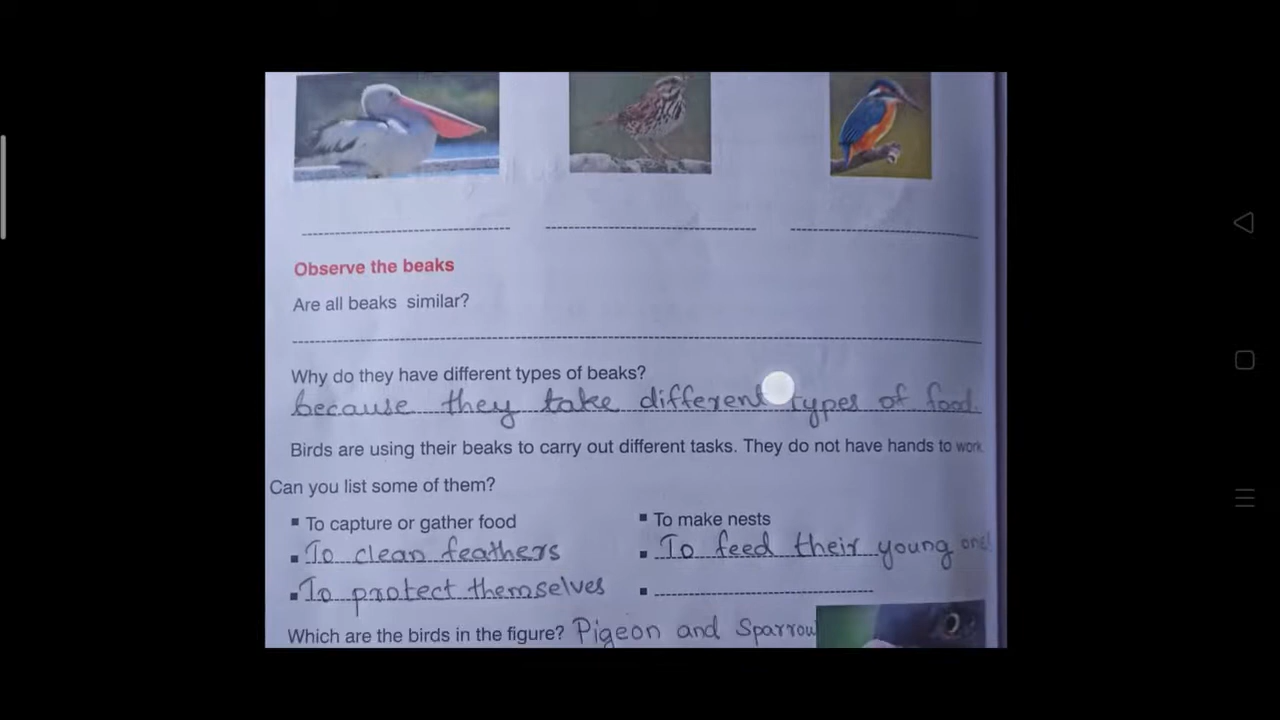 Observe the beaks
Are all beaks similar?
Why do they have different types of beaks?
because they take different types of food.
Birds are using their beaks to carry out different tasks. They do not have hands to work
Can you list some of them?
▪ To capture or gather food
▪ To make nests
▪ To clean feathers
▪ To feed their young ones
▪ To protect themselves
▪
Which are the birds in the figure? Pigeon and Sparrow